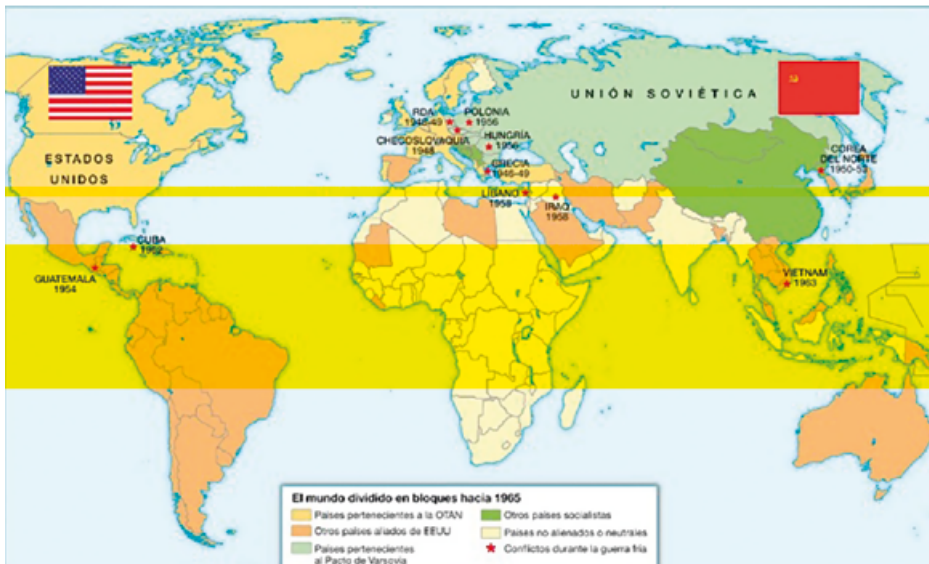 UNIÓN SOVIÉTICA
RDA
1948-49
POLONIA
1956
CHECOSLOVAQUIA
1948
HUNGRÍA
1956
GRECIA
1946-49
COREA
DEL NORTE
1950-53
ESTADOS
UNIDOS
LÍBANO
1958
IRAQ
1958
CUBA
1962
GUATEMALA
1954
VIETNAM
1963
El mundo dividido en bloques hacia 1965
Países pertenecientes a la OTAN
Otros países aliados de EEUU
Países pertenecientes
al Pacto de Varsovia
Otros países socialistas
Países no alienados o neutrales
Conflictos durante la guerra fría